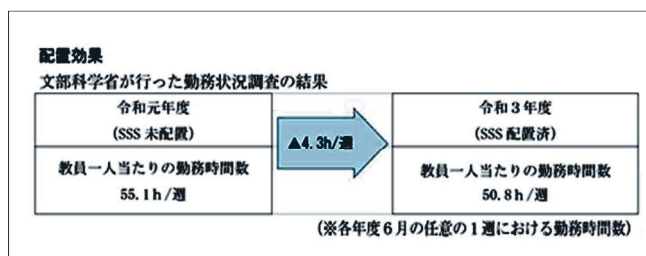 配置効果
文部科学省が行った勤務状況調査の結果
令和元年度
(SSS 未配置)
教員一人当たりの勤務時間数
55.1h/週
▲4.3h/週
令和3年度
(SSS 配置済)
教員一人当たりの勤務時間数
50.8h/週
(※各年度6月の任意の1週における勤務時間数)